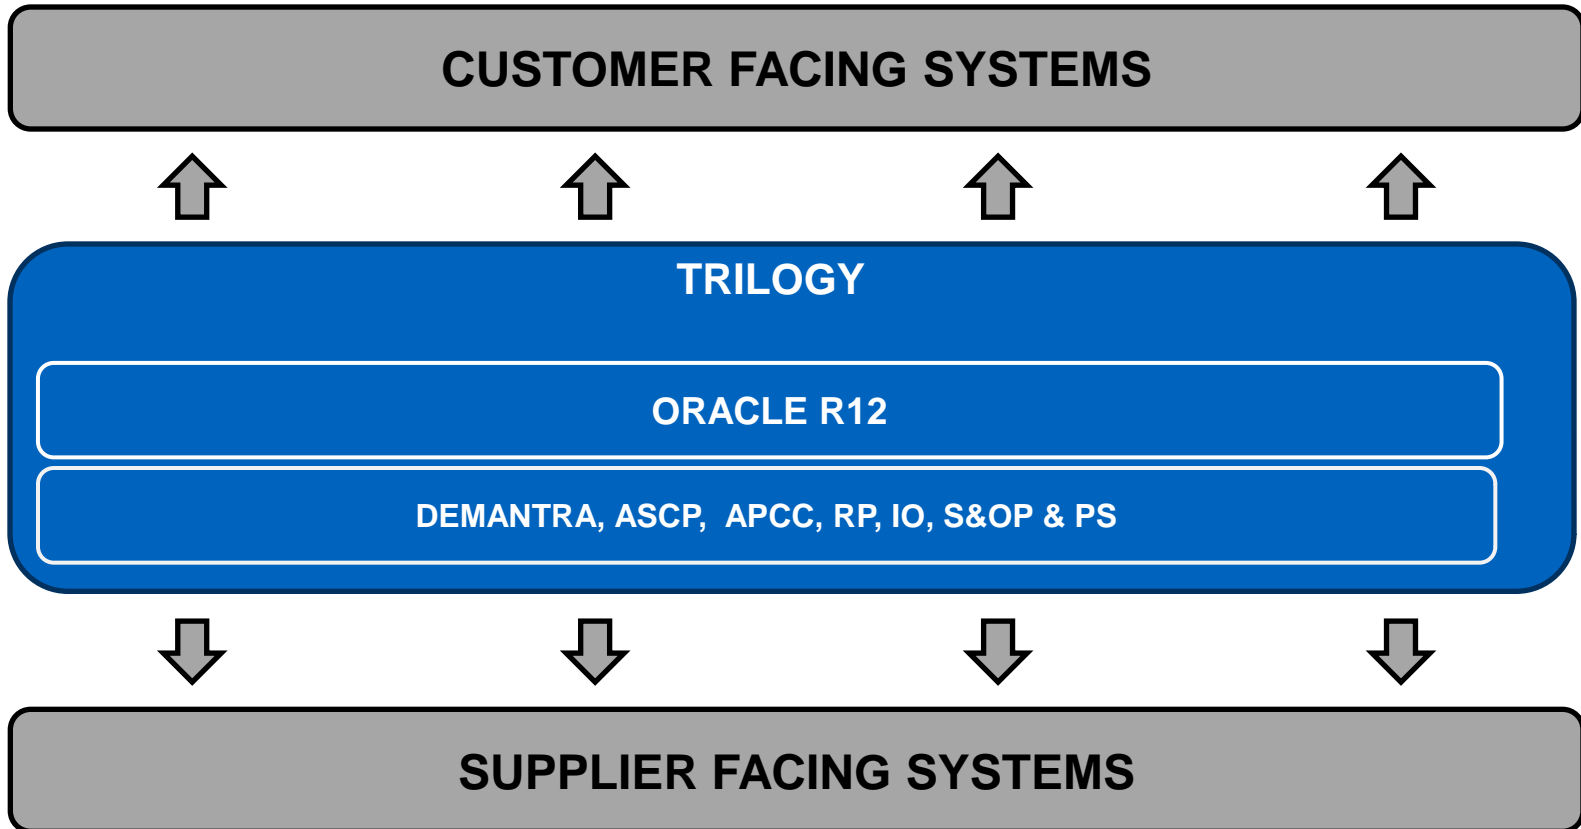 CUSTOMER FACING SYSTEMS
TRILOGY
ORACLE R12
DEMANTRA, ASCP,  APCC, RP, IO, S&OP & PS
SUPPLIER FACING SYSTEMS